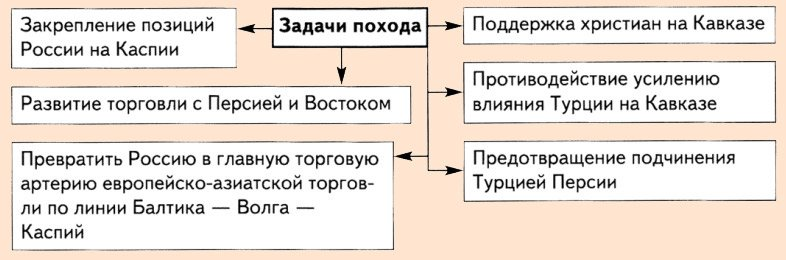 Задачи похода
Закрепление позиций
России на Каспии
Развитие торговли с Персией и Востоком
Превратить Россию в главную торговую
артерию европейско-азиатской торгов-
ли по линии Балтика — Волга —
Каспий
Поддержка христиан на Кавказе
Противодействие усилению
влияния Турции на Кавказе
Предотвращение подчинения
Турцией Персии